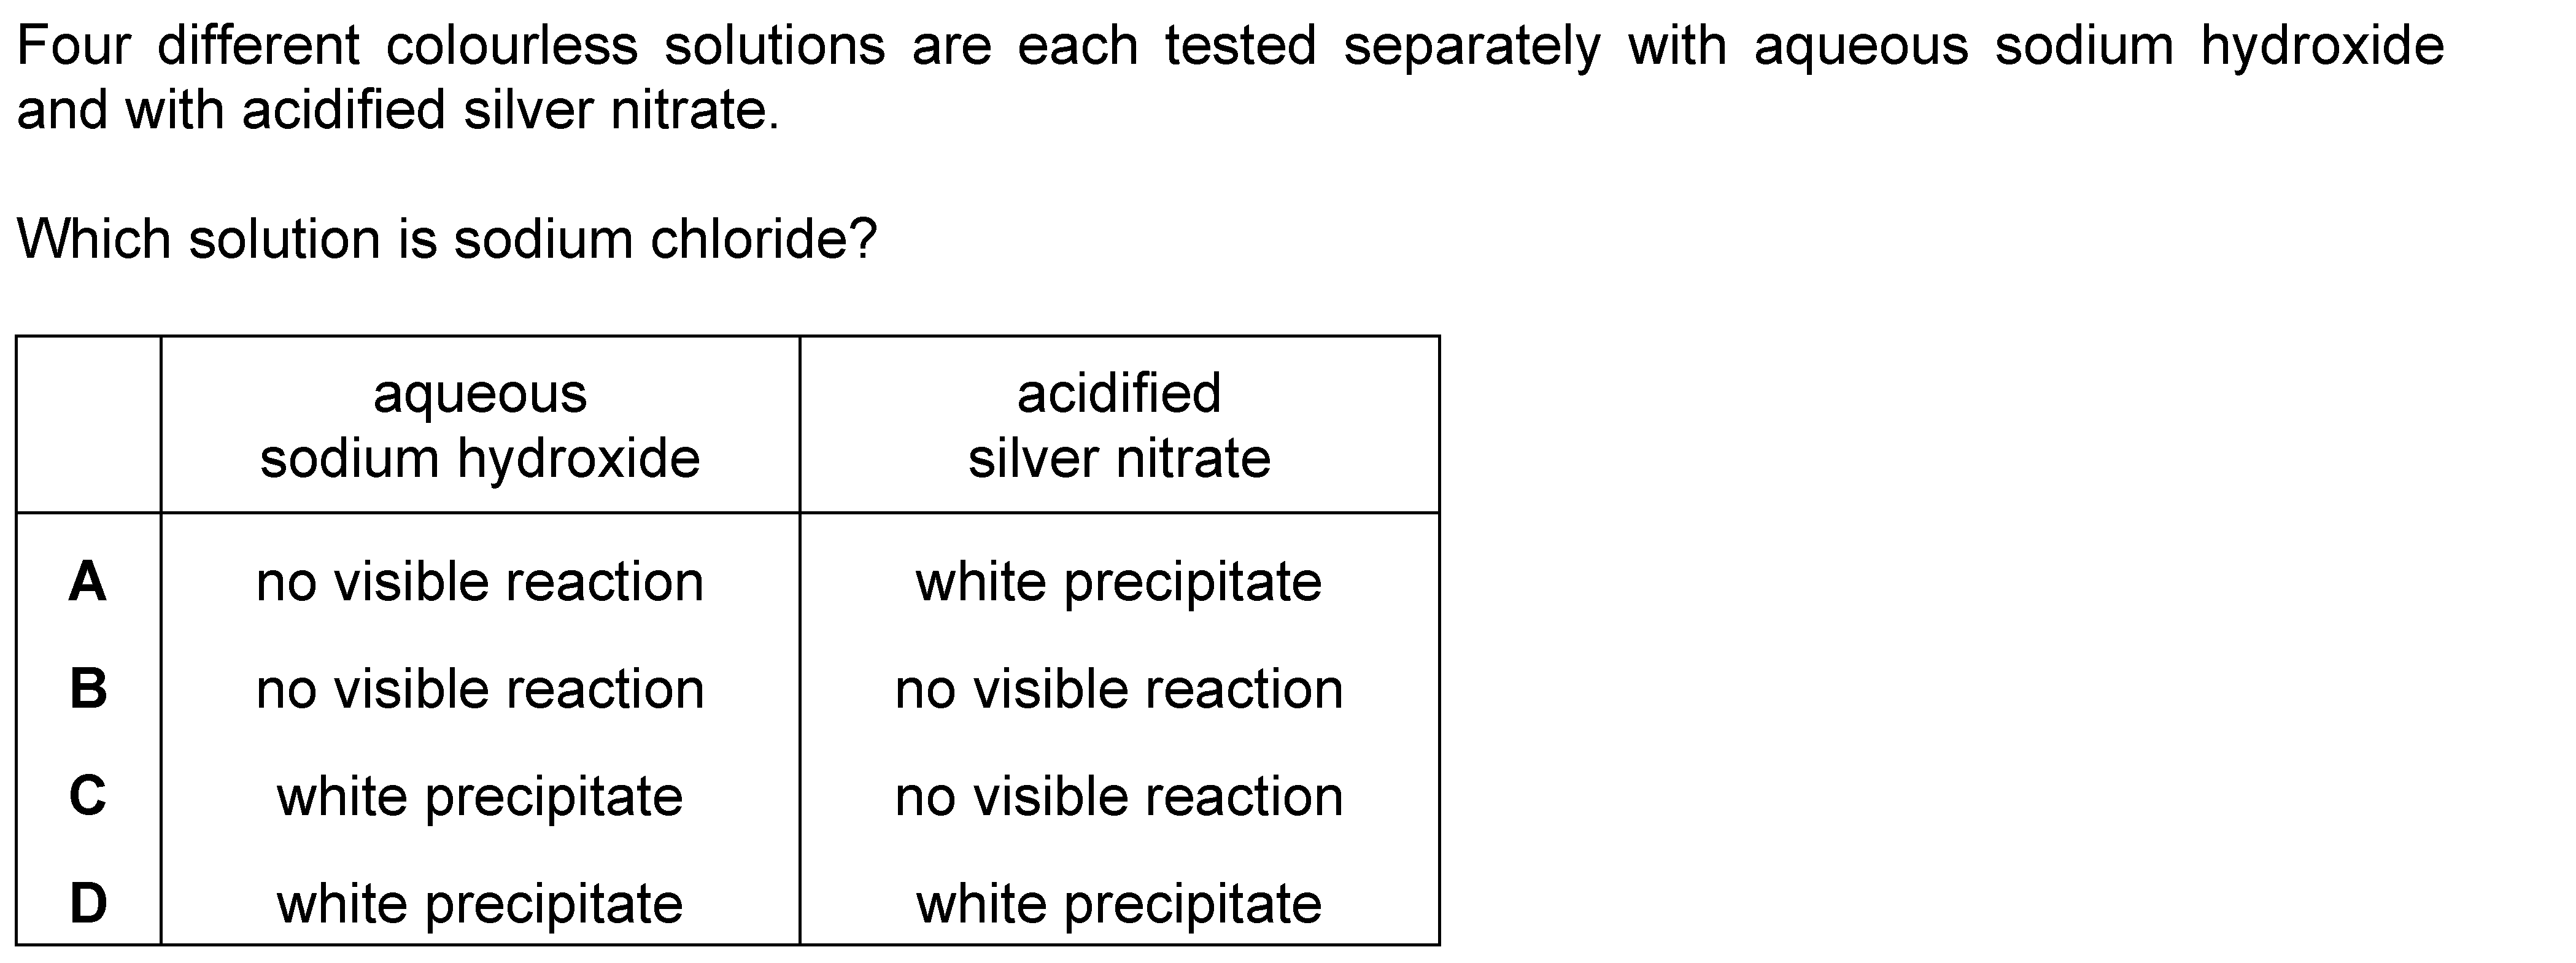 Four different colourless solutions are each tested separately with aqueous sodium hydroxide
and with acidified silver nitrate.
Which solution is sodium chloride?
aqueous sodium hydroxide acidified silver nitrate
A no visible reaction white precipitate
B no visible reaction no visible reaction
C white precipitate no visible reaction
D white precipitate white precipitate